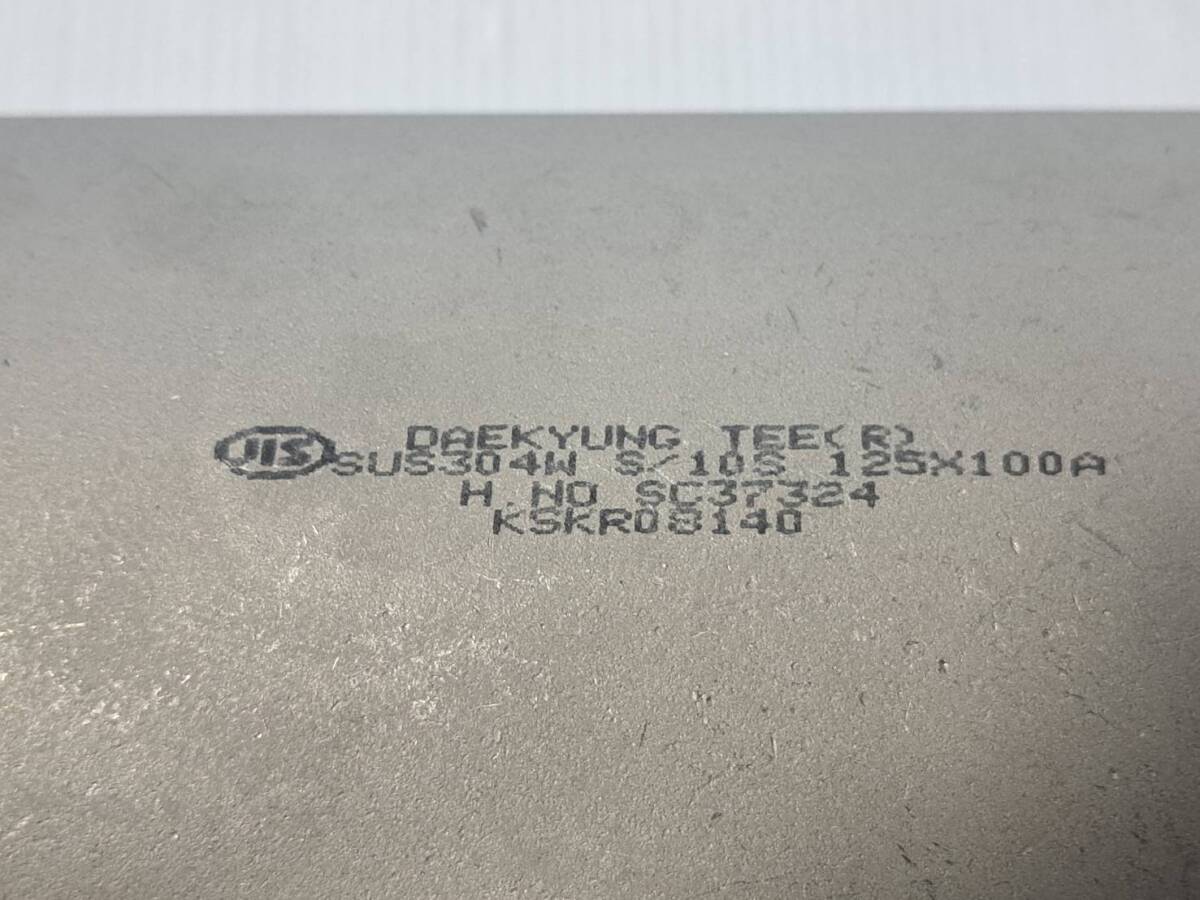 JIS
DAEKYUNG TEE(R)
SUS304W S/10S 125X100A
H.NO SC37324
KSKR08140